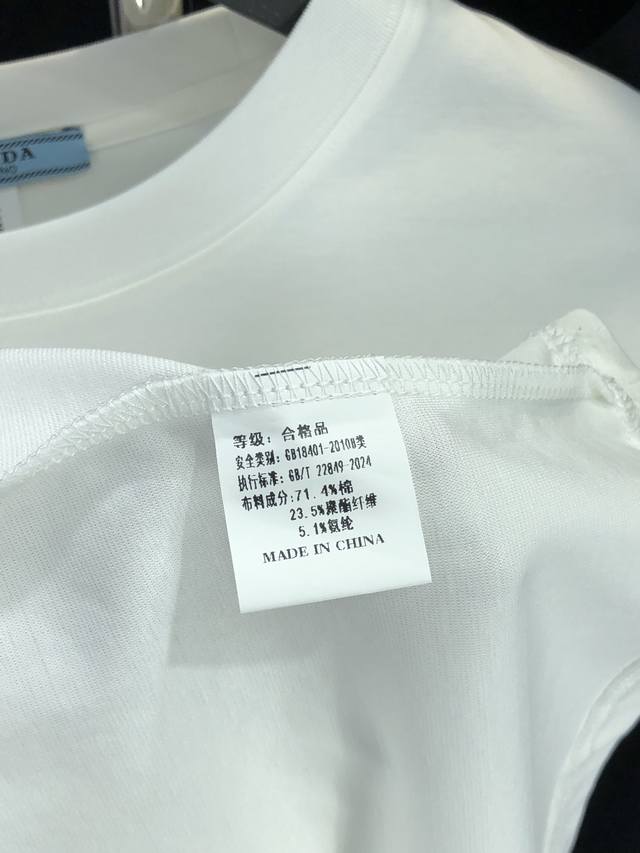 DA
等级：合格品
安全类别：GB18401-2010B类
执行标准：GB/T 22849-2024
布料成分:71.4%棉
23.5%聚酯纤维
5.1%氨纶
MADE IN CHINA